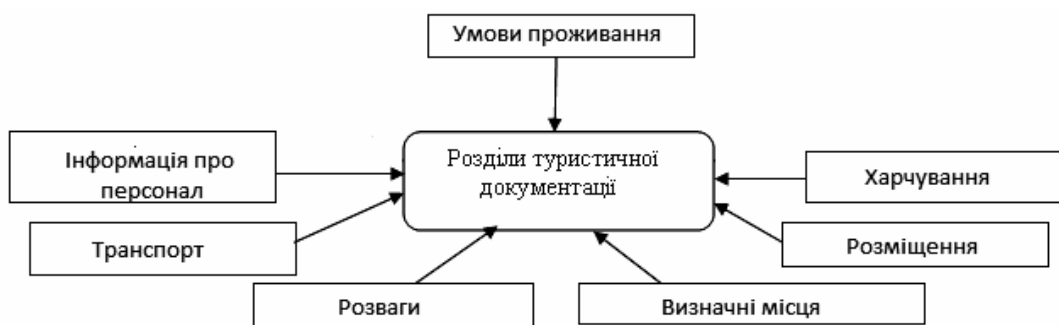 Умови проживання
Інформація про
персонал
Розділи туристичної
документації
Харчування
Транспорт
Розміщення
Розваги
Визначні місця